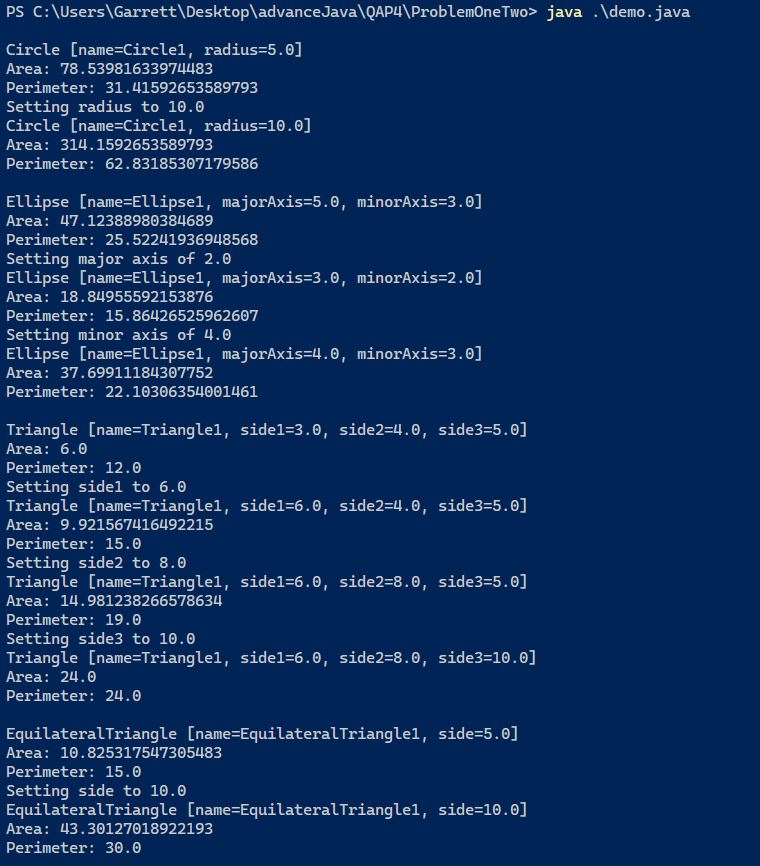 PS C:\Users\Garrett\Desktop\advanceJava\QAP4\ProblemOneTwo> java .\demo.java
Circle [name=Circle1, radius=5.0]
Area: 78.53981633974483
Perimeter: 31.41592653589793
Setting radius to 10.0
Circle [name=Circle1, radius=10.0]
Area: 314.1592653589793
Perimeter: 62.83185307179586
Ellipse [name=Ellipse1, majorAxis=5.0, minorAxis=3.0]
Area: 47.12388980384689
Perimeter: 25.52241936948568
Setting major axis of 2.0
Ellipse [name=Ellipse1, majorAxis=3.0, minorAxis=2.0]
Area: 18.84955592153876
Perimeter: 15.86426525962607
Setting minor axis of 4.0
Ellipse [name=Ellipse1, majorAxis=4.0, minorAxis=3.0]
Area: 37.69911184307752
Perimeter: 22.10306354001461
Triangle [name=Triangle1, side1=3.0, side2=4.0, side3=5.0]
Area: 6.0
Perimeter: 12.0
Setting side1 to 6.0
Triangle [name=Triangle1, side1=6.0, side2=4.0, side3=5.0]
Area: 9.921567416492215
Perimeter: 15.0
Setting side2 to 8.0
Triangle [name=Triangle1, side1=6.0, side2=8.0, side3=5.0]
Area: 14.981238266578634
Perimeter: 19.0
Setting side3 to 10.0
Triangle [name=Triangle1, side1=6.0, side2=8.0, side3=10.0]
Area: 24.0
Perimeter: 24.0
EquilateralTriangle [name=EquilateralTriangle1, side=5.0]
Area: 10.825317547305483
Perimeter: 15.0
Setting side to 10.0
EquilateralTriangle [name=EquilateralTriangle1, side=10.0]
Area: 43.30127018922193
Perimeter: 30.0